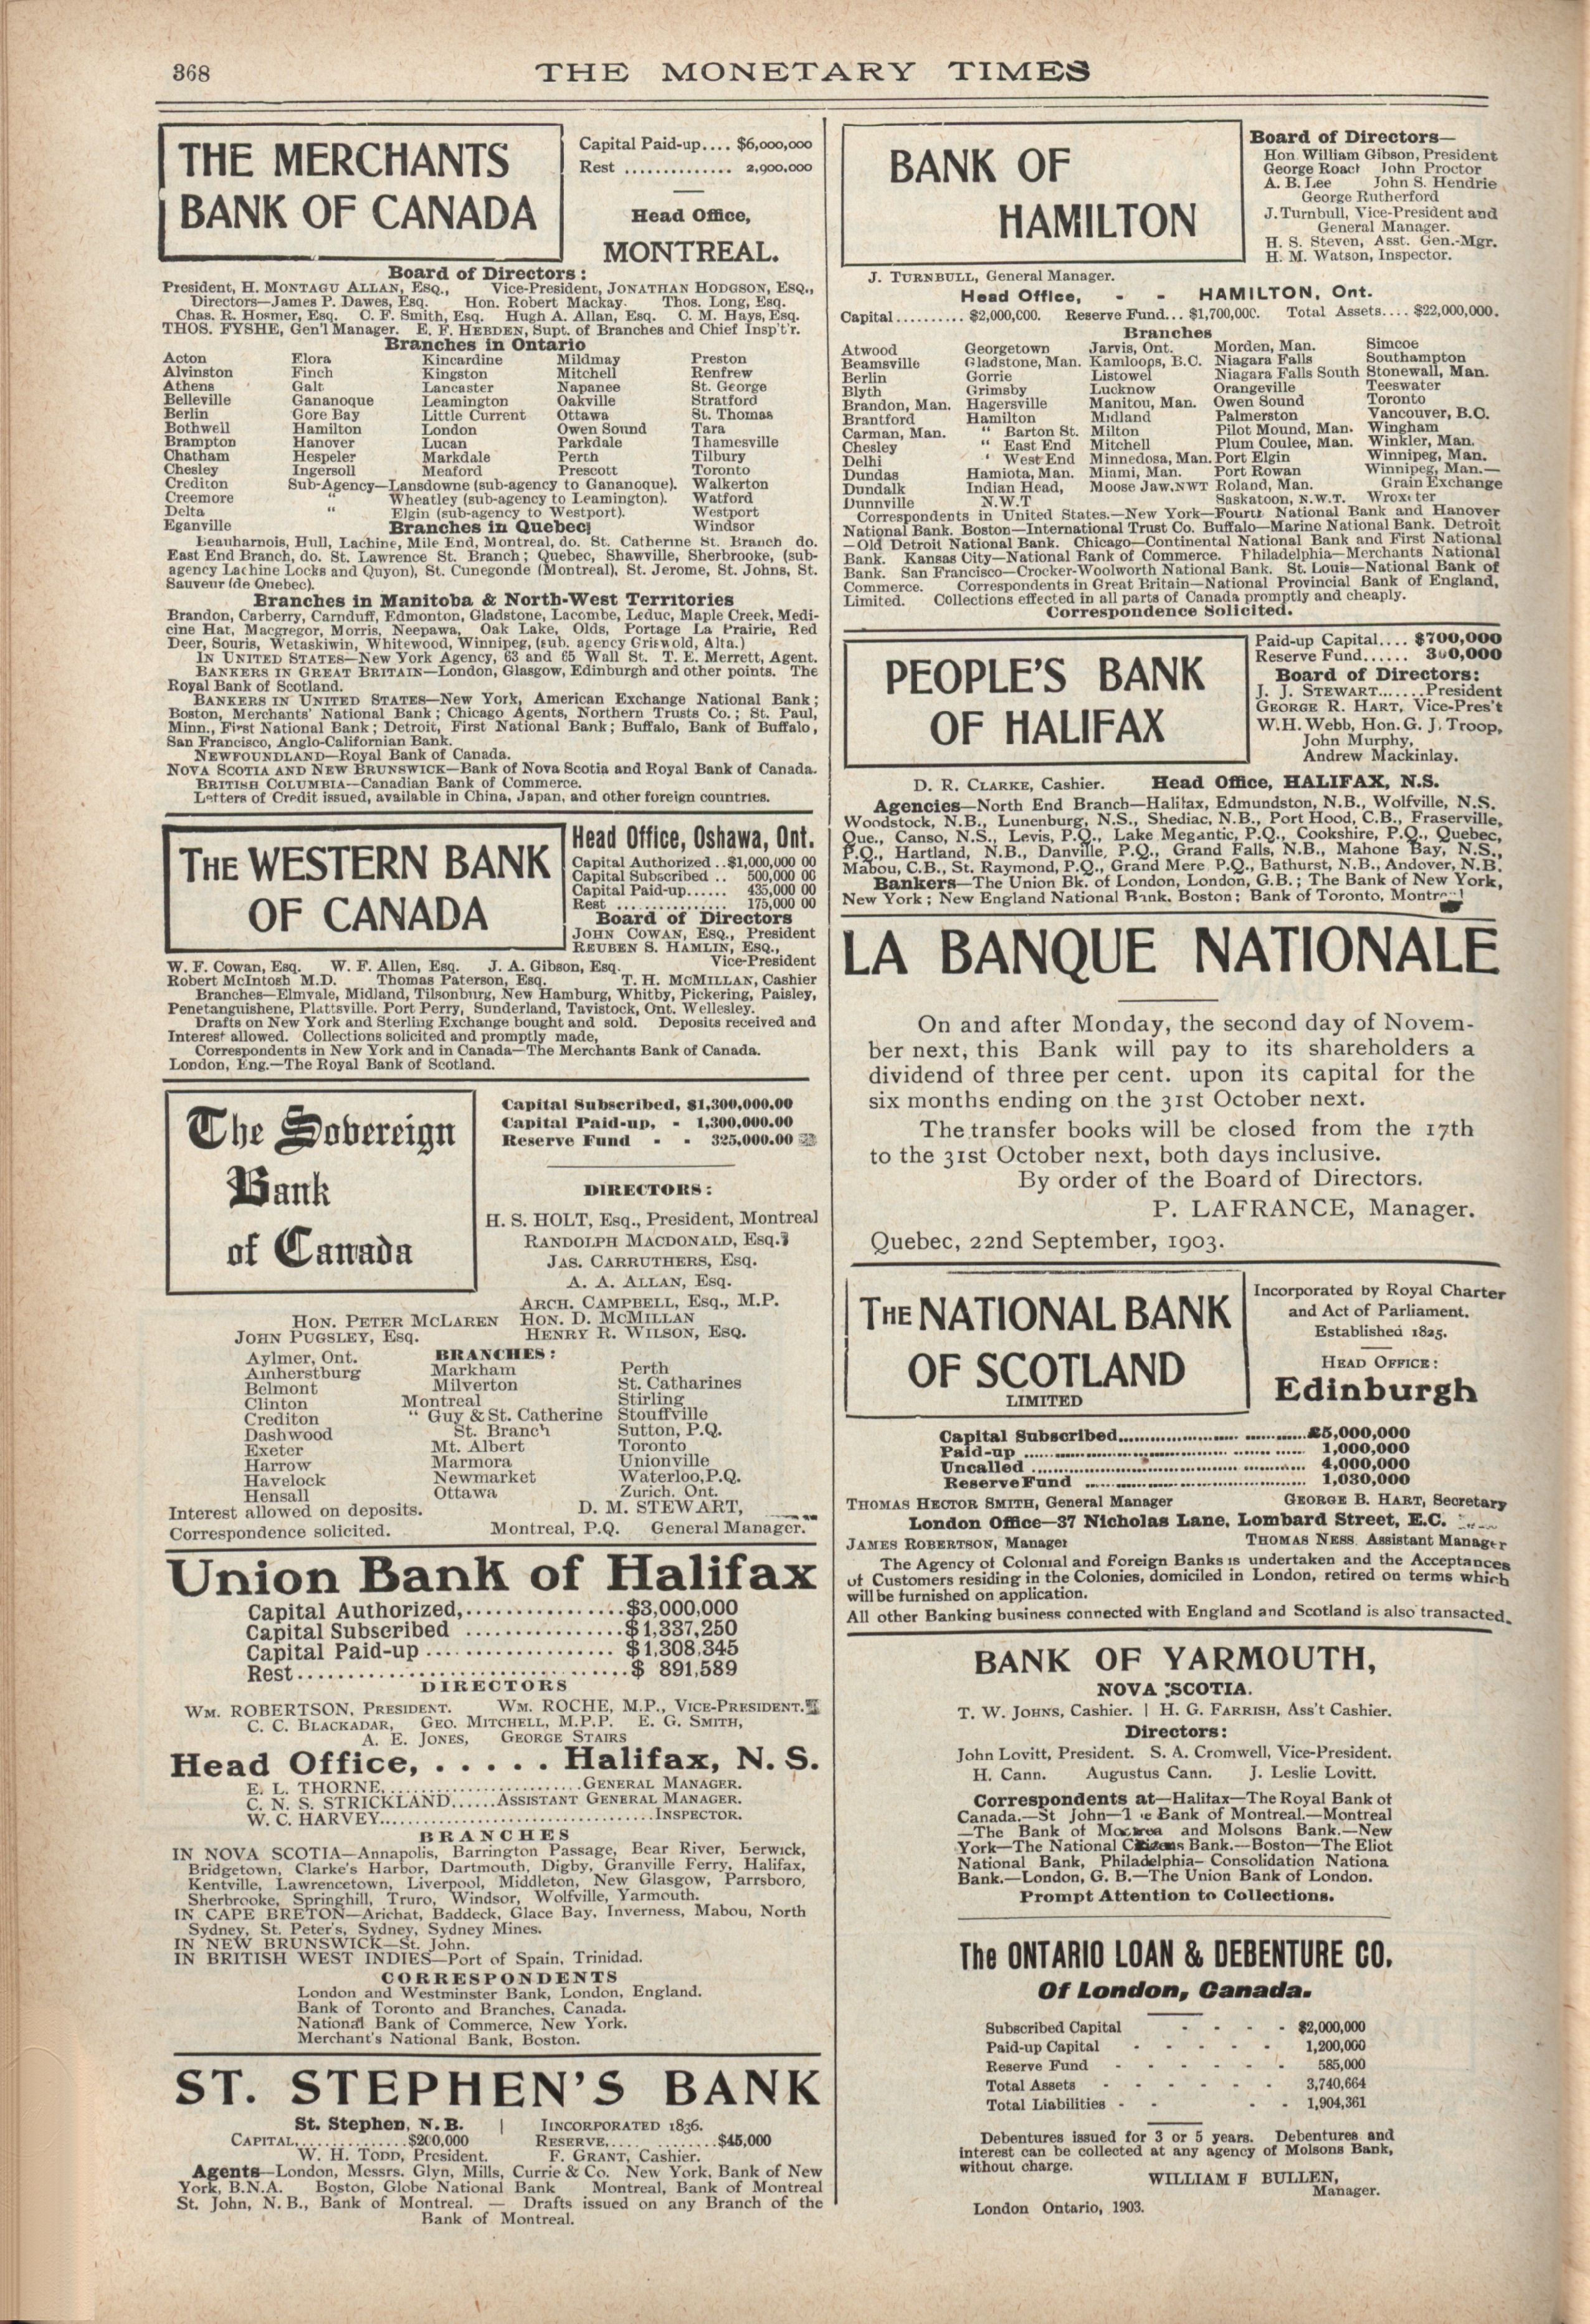 368
THE MONETARY TIMES
THE MERCHANTS
BANK OF CANADA
Capital Paid-up.... $6,000,000
Rest .............. 2,900,000
Head Office,
MONTREAL.
Board of Directors :
President, H. MONTAGU ALLAN, ESQ., Vice-President, JONATHAN HODGSON, ESQ.,
Directors—James P. Dawes, Esq. Hon. Robert Mackay. Thos. Long, Esq.
Chas. R. Hosmer, Esq. C. F. Smith, Esq. Hugh A. Allan, Esq. C. M. Hays, Esq.
THOS. FYSHE, Gen'l Manager. E. F. HEBDEN, Supt. of Branches and Chief Insp't'r.
Branches in Ontario
Acton Elora Kincardine Mildmay Preston
Alvinston Finch Kingston Mitchell Renfrew
Athens Galt Lancaster Napanee St. George
Belleville Gananoque Leamington Oakville Stratford
Berlin Gore Bay Little Current Ottawa St. Thomas
Bothwell Hamilton London Owen Sound Tara
Brampton Hanover Lucan Parkdale Thamesville
Chatham Hespeler Markdale Perth Tilbury
Chesley Ingersoll Meaford Prescott Toronto
Crediton Sub-Agency—Lansdowne (sub-agency to Gananoque). Walkerton
Creemore " Wheatley (sub-agency to Leamington). Watford
Delta " Elgin (sub-agency to Westport). Westport
Eganville Branches in Quebec Windsor
Beauharnois, Hull, Lachine, Mile End, Montreal, do. St. Catherine St. Branch do.
East End Branch, do. St. Lawrence St. Branch ; Quebec, Shawville, Sherbrooke, (sub-
agency Lachine Locks and Quyon), St. Cunegonde (Montreal), St. Jerome, St. Johns, St.
Sauveur (de Quebec).
Branches in Manitoba & North-West Territories
Brandon, Carberry, Carnduff, Edmonton, Gladstone, Lacombe, Leduc, Maple Creek, Medi-
cine Hat, Macgregor, Morris, Neepawa, Oak Lake, Olds, Portage La Prairie, Red
Deer, Souris, Wetaskiwin, Whitewood, Winnipeg, (sub. agency Griswold, Alta.)
IN UNITED STATES—New York Agency, 63 and 65 Wall St. T. E. Merrett, Agent.
BANKERS IN GREAT BRITAIN—London, Glasgow, Edinburgh and other points. The
Royal Bank of Scotland.
BANKERS IN UNITED STATES—New York, American Exchange National Bank ;
Boston, Merchants' National Bank ; Chicago Agents, Northern Trusts Co. ; St. Paul,
Minn., First National Bank ; Detroit, First National Bank ; Buffalo, Bank of Buffalo ,
San Francisco, Anglo-Californian Bank.
NEWFOUNDLAND—Royal Bank of Canada.
NOVA SCOTIA AND NEW BRUNSWICK—Bank of Nova Scotia and Royal Bank of Canada.
BRITISH COLUMBIA—Canadian Bank of Commerce.
Letters of Credit issued, available in China, Japan, and other foreign countries.
THE WESTERN BANK
OF CANADA
Head Office, Oshawa, Ont.
Capital Authorized ..$1,000,000 00
Capital Subscribed .. 500,000 00
Capital Paid-up...... 435,000 00
Rest ................ 175,000 00
Board of Directors
JOHN COWAN, ESQ., President
REUBEN S. HAMLIN, ESQ.,
Vice-President
W. F. Cowan, Esq. W. F. Allen, Esq. J. A. Gibson, Esq.
Robert McIntosh M.D. Thomas Paterson, Esq. T. H. MCMILLAN, Cashier
Branches—Elmvale, Midland, Tilsonburg, New Hamburg, Whitby, Pickering, Paisley,
Penetanguishene, Plattsville. Port Perry, Sunderland, Tavistock, Ont. Wellesley.
Drafts on New York and Sterling Exchange bought and sold. Deposits received and
Interest allowed. Collections solicited and promptly made,
Correspondents in New York and in Canada—The Merchants Bank of Canada.
London, Eng.—The Royal Bank of Scotland.
The Sovereign
Bank
of Canada
Capital Subscribed, $1,300,000.00
Capital Paid-up, - 1,300,000.00
Reserve Fund - - 325,000.00
DIRECTORS :
H. S. HOLT, Esq., President, Montreal
RANDOLPH MACDONALD, Esq.
JAS. CARRUTHERS, Esq.
A. A. ALLAN, Esq.
ARCH. CAMPBELL, Esq., M.P.
HON. PETER MCLAREN HON. D. MCMILLAN
JOHN PUGSLEY, Esq. HENRY R. WILSON, ESQ.
BRANCHES :
Aylmer, Ont. Markham Perth
Amherstburg Milverton St. Catharines
Belmont Montreal Stirling
Clinton " Guy & St. Catherine Stouffville
Crediton St. Branch Sutton, P.Q.
Dashwood Mt. Albert Toronto
Exeter Marmora Unionville
Harrow Newmarket Waterloo, P.Q.
Havelock Ottawa Zurich. Ont.
Hensall
Interest allowed on deposits. D. M. STEWART,
Correspondence solicited. Montreal, P.Q. General Manager.
Union Bank of Halifax
Capital Authorized,................$3,000,000
Capital Subscribed ................$1,337,250
Capital Paid-up ................... $1,308,345
Rest..................................$ 891,589
DIRECTORS
WM. ROBERTSON, PRESIDENT. WM. ROCHE, M.P., VICE-PRESIDENT.
C. C. BLACKADAR, GEO. MITCHELL, M.P.P. E. G. SMITH,
A. E. JONES, GEORGE STAIRS
Head Office, . . . . . Halifax, N. S.
E. L. THORNE,.........................GENERAL MANAGER.
C. N. S. STRICKLAND......ASSISTANT GENERAL MANAGER.
W. C. HARVEY..................................INSPECTOR.
BRANCHES
IN NOVA SCOTIA—Annapolis, Barrington Passage, Bear River, Berwick,
Bridgetown, Clarke's Harbor, Dartmouth, Digby, Granville Ferry, Halifax,
Kentville, Lawrencetown, Liverpool, Middleton, New Glasgow, Parrsboro,
Sherbrooke, Springhill, Truro, Windsor, Wolfville, Yarmouth.
IN CAPE BRETON—Arichat, Baddeck, Glace Bay, Inverness, Mabou, North
Sydney, St. Peter's, Sydney, Sydney Mines.
IN NEW BRUNSWICK—St. John.
IN BRITISH WEST INDIES—Port of Spain, Trinidad.
CORRESPONDENTS
London and Westminster Bank, London, England.
Bank of Toronto and Branches, Canada.
National Bank of Commerce, New York.
Merchant's National Bank, Boston.
ST. STEPHEN'S BANK
St. Stephen, N. B. | INCORPORATED 1836.
CAPITAL,...............$200,000 RESERVE,..............$45,000
W. H. TODD, President. F. GRANT, Cashier.
Agents—London, Messrs. Glyn, Mills, Currie & Co. New York, Bank of New
York, B.N.A. Boston, Globe National Bank Montreal, Bank of Montreal
St. John, N. B., Bank of Montreal. — Drafts issued on any Branch of the
Bank of Montreal.
BANK OF
HAMILTON
Board of Directors—
Hon. William Gibson, President
George Roach John Proctor
A. B. Lee John S. Hendrie
George Rutherford
J. Turnbull, Vice-President and
General Manager.
H. S. Steven, Asst. Gen.-Mgr.
H. M. Watson, Inspector.
J. TURNBULL, General Manager.
Head Office, - - HAMILTON, Ont.
Capital.......... $2,000,000. Reserve Fund... $1,700,000. Total Assets.... $22,000,000.
Branches
Atwood Georgetown Jarvis, Ont. Morden, Man. Simcoe
Beamsville Gladstone, Man. Kamloops, B.C. Niagara Falls Southampton
Berlin Gorrie Listowel Niagara Falls South Stonewall, Man.
Blyth Grimsby Lucknow Orangeville Teeswater
Brandon, Man. Hagersville Manitou, Man. Owen Sound Toronto
Brantford Hamilton Midland Palmerston Vancouver, B.C.
Carman, Man. " Barton St. Milton Pilot Mound, Man. Wingham
Chesley " East End Mitchell Plum Coulee, Man. Winkler, Man.
Delhi ' West End Minnedosa, Man. Port Elgin Winnipeg, Man.
Dundas Hamiota, Man. Miami, Man. Port Rowan Winnipeg, Man.—
Dundalk Indian Head, Moose Jaw, NWT Roland, Man. Grain Exchange
Dunnville N.W.T Saskatoon, N.W.T. Wroxeter
Correspondents in United States.—New York—Fourth National Bank and Hanover
National Bank. Boston—International Trust Co. Buffalo—Marine National Bank. Detroit
—Old Detroit National Bank. Chicago—Continental National Bank and First National
Bank. Kansas City—National Bank of Commerce. Philadelphia—Merchants National
Bank. San Francisco—Crocker-Woolworth National Bank. St. Louis—National Bank of
Commerce. Correspondents in Great Britain—National Provincial Bank of England,
Limited. Collections effected in all parts of Canada promptly and cheaply.
Correspondence Solicited.
PEOPLE'S BANK
OF HALIFAX
Paid-up Capital.... $700,000
Reserve Fund...... 300,000
Board of Directors:
J. J. STEWART.......President
GEORGE R. HART, Vice-Pres't
W. H. Webb, Hon. G. J. Troop,
John Murphy,
Andrew Mackinlay.
D. R. CLARKE, Cashier. Head Office, HALIFAX, N.S.
Agencies—North End Branch—Halifax, Edmundston, N.B., Wolfville, N.S.
Woodstock, N.B., Lunenburg, N.S., Shediac, N.B., Port Hood, C.B., Fraserville,
Que., Canso, N.S., Levis, P.Q., Lake Megantic, P.Q., Cookshire, P.Q., Quebec,
P.Q., Hartland, N.B., Danville, P.Q., Grand Falls, N.B., Mahone Bay, N.S.,
Mabou, C.B., St. Raymond, P.Q., Grand Mere P.Q., Bathurst, N.B., Andover, N.B.
Bankers—The Union Bk. of London, London, G.B. ; The Bank of New York,
New York ; New England National Bank, Boston ; Bank of Toronto, Montreal
LA BANQUE NATIONALE
On and after Monday, the second day of Novem-
ber next, this Bank will pay to its shareholders a
dividend of three per cent. upon its capital for the
six months ending on the 31st October next.
The transfer books will be closed from the 17th
to the 31st October next, both days inclusive.
By order of the Board of Directors.
P. LAFRANCE, Manager.
Quebec, 22nd September, 1903.
THE NATIONAL BANK
OF SCOTLAND
LIMITED
Incorporated by Royal Charter
and Act of Parliament.
Established 1825.
HEAD OFFICE :
Edinburgh
Capital Subscribed.............................£5,000,000
Paid-up ............................................. 1,000,000
Uncalled ............................................ 4,000,000
Reserve Fund .................................... 1,030,000
THOMAS HECTOR SMITH, General Manager GEORGE B. HART, Secretary
London Office—37 Nicholas Lane, Lombard Street, E.C.
JAMES ROBERTSON, Manager THOMAS NESS Assistant Manager
The Agency of Colonial and Foreign Banks is undertaken and the Acceptances
of Customers residing in the Colonies, domiciled in London, retired on terms which
will be furnished on application.
All other Banking business connected with England and Scotland is also transacted.
BANK OF YARMOUTH,
NOVA SCOTIA.
T. W. JOHNS, Cashier. | H. G. FARRISH, Ass't Cashier.
Directors:
John Lovitt, President. S. A. Cromwell, Vice-President.
H. Cann. Augustus Cann. J. Leslie Lovitt.
Correspondents at—Halifax—The Royal Bank of
Canada.—St John—The Bank of Montreal.—Montreal
—The Bank of Montreal and Molsons Bank.—New
York—The National Citizens Bank.—Boston—The Eliot
National Bank, Philadelphia— Consolidation Nationa
Bank.—London, G. B.—The Union Bank of London.
Prompt Attention to Collections.
The ONTARIO LOAN & DEBENTURE CO.
Of London, Canada.
Subscribed Capital - - - - $2,000,000
Paid-up Capital - - - - - 1,200,000
Reserve Fund - - - - - - 585,000
Total Assets - - - - - - 3,740,664
Total Liabilities - - - - 1,904,361
Debentures issued for 3 or 5 years. Debentures and
interest can be collected at any agency of Molsons Bank,
without charge.
WILLIAM F BULLEN,
Manager.
London Ontario, 1903.